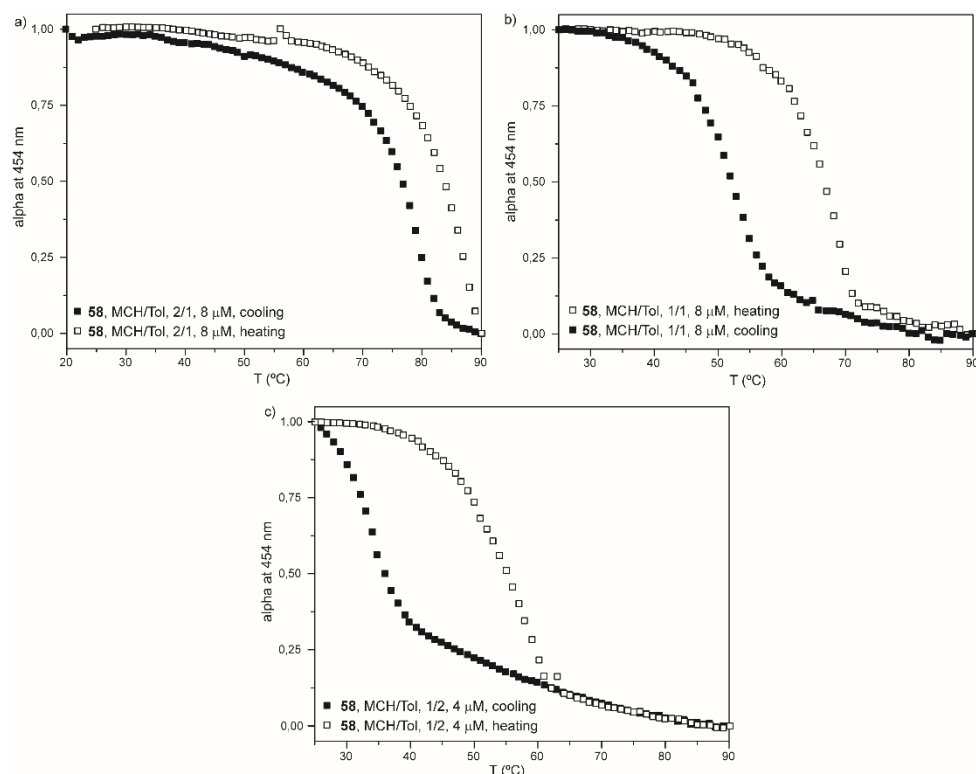 a)
1,00
0,75
0,50
0,25
0,00
alpha at 454 nm
58, MCH/Tol, 2/1, 8 μM, cooling
58, MCH/Tol, 2/1, 8 μM, heating
20 30 40 50 60 70 80 90
T (ºC)
b)
1,00
0,75
0,50
0,25
0,00
alpha at 454 nm
58, MCH/Tol, 1/1, 8 μM, heating
58, MCH/Tol, 1/1, 8 μM, cooling
30 40 50 60 70 80 90
T (ºC)
c)
1,00
0,75
0,50
0,25
0,00
alpha at 454 nm
58, MCH/Tol, 1/2, 4 μM, cooling
58, MCH/Tol, 1/2, 4 μM, heating
30 40 50 60 70 80 90
T (ºC)